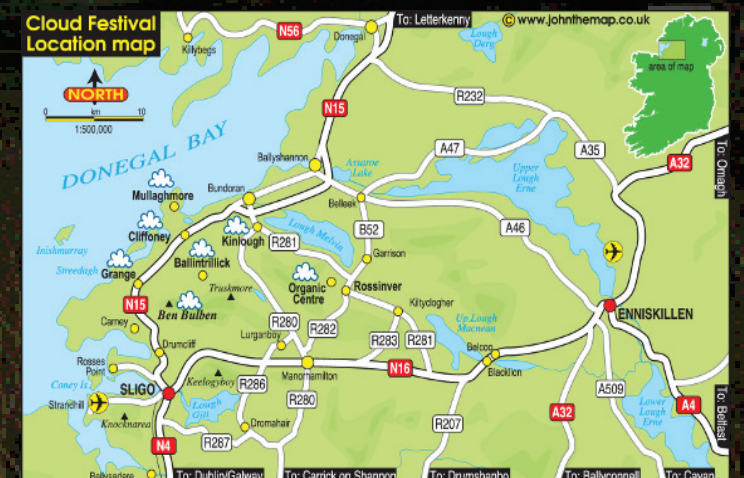 Cloud Festival
Location map
NORTH
0 km 10
1:500,000
© www.johnthemap.co.uk
area of map
To: Letterkenny
To: Omagh
To: Belfast
N56
Killybegs
Donegal
Lough
Derg
R232
N15
A47
A35
A32
DONEGAL BAY
Ballyshannon
Assaroe
Lake
Upper
Lough
Erne
Mullaghmore
Bundoran
Belleek
A46
B52
Cliffoney
Kinlough
R281
Lough Melvin
Garrison
Inishmurray
Streedagh
Grange
Ballintrillick
Truskmore
Organic
Centre
Rossinver
N15
Ben Bulben
Kiltyclogher
ENNISKILLEN
Carney
R280
R282
Lurganboy
R283
R281
Up.Lough
Macnean
Drumcliff
Rosses
Point
Belcoo
Blacklion
Manorhamilton
N16
Coney Is.
SLIGO
Keelogyboy
R286
R280
A509
Strandhill
Lough
Gill
Knocknarea
Dromahair
R207
A32
Lower
Lough
Erne
A4
N4
R287
Ballysadare
To: Dublin/Galway
To: Carrick on Shannon
To: Drumshanbo
To: Ballyconnell
To: Cavan